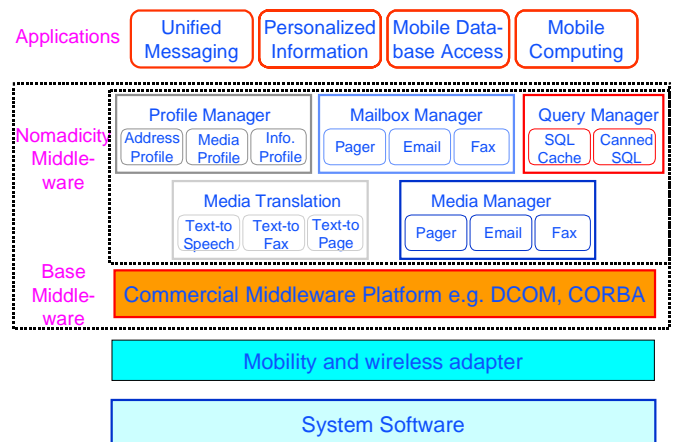 Applications
Unified
Messaging
Personalized
Information
Mobile Data-
base Access
Mobile
Computing
Nomadicity
Middle-
ware
Profile Manager
Address
Profile
Media
Profile
Info.
Profile
Mailbox Manager
Pager
Email
Fax
Query Manager
SQL
Cache
Canned
SQL
Media Translation
Text-to
Speech
Text-to
Fax
Text-to
Page
Media Manager
Pager
Email
Fax
Base
Middle-
ware
Commercial Middleware Platform e.g. DCOM, CORBA
Mobility and wireless adapter
System Software